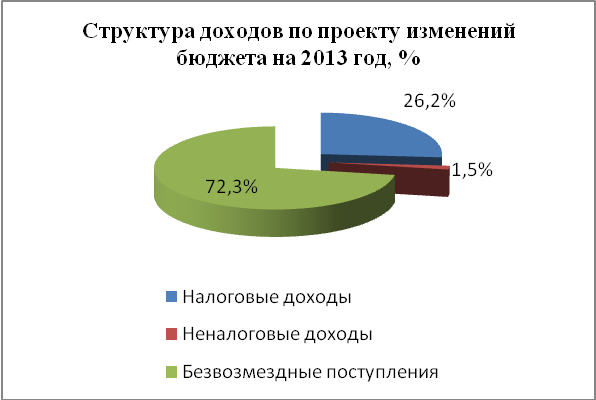 Структура доходов по проекту изменений
бюджета на 2013 год, %
26,2%
1,5%
72,3%
Налоговые доходы
Неналоговые доходы
Безвозмездные поступления